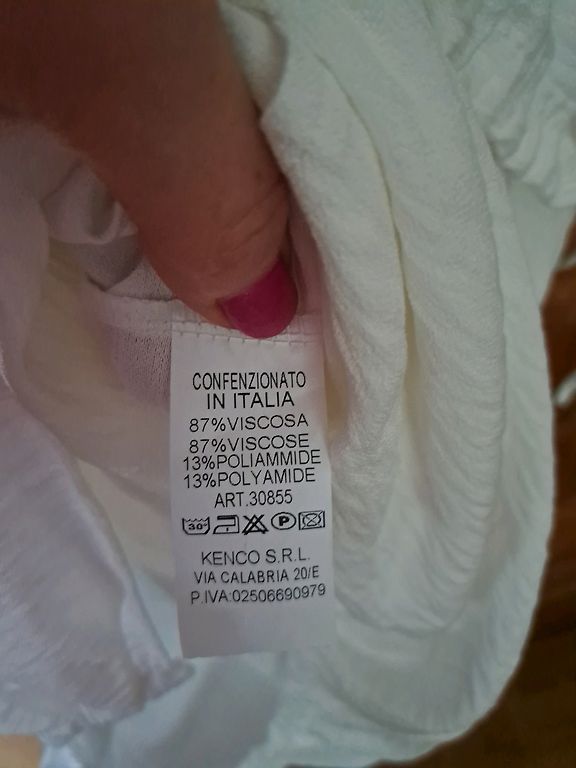 CONFENZIONATO
IN ITALIA
87%VISCOSA
87%VISCOSE
13%POLIAMMIDE
13%POLYAMIDE
ART.30855
30° P
KENCO S.R.L.
VIA CALABRIA 20/E
P.IVA:02506690979